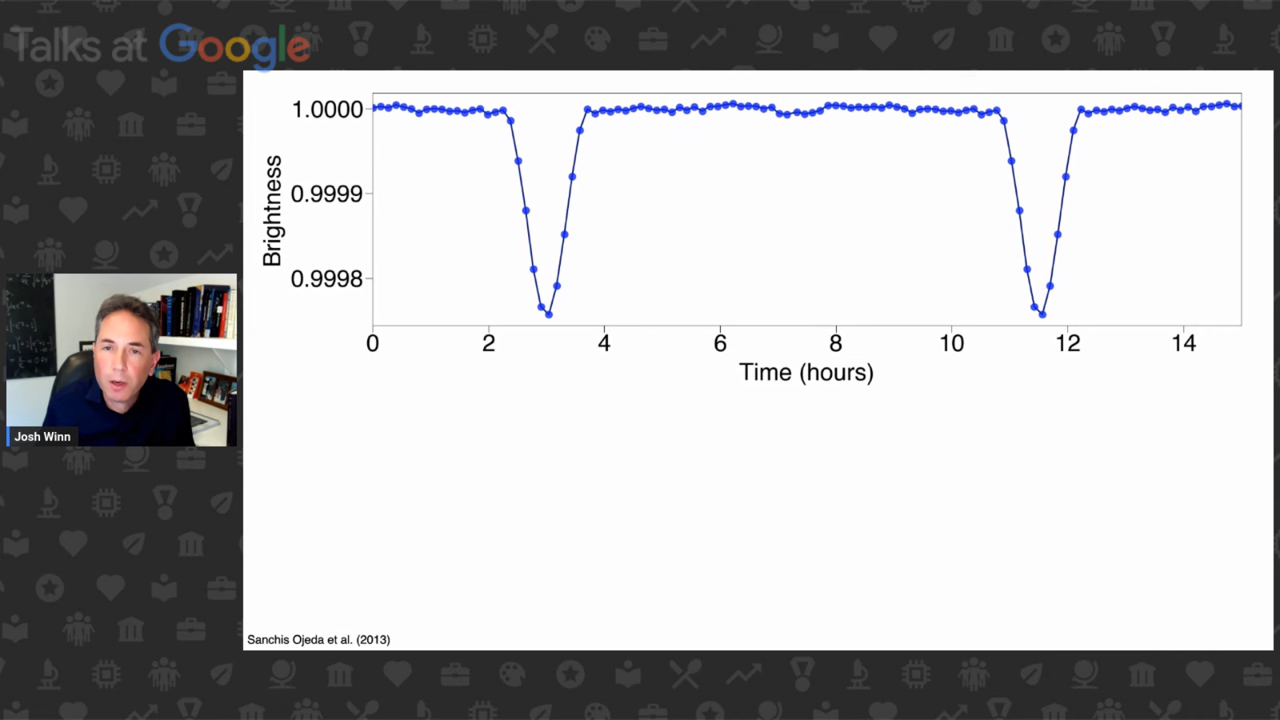 Talks at Google
1.0000
0.9999
0.9998
Brightness
0 2 4 6 8 10 12 14
Time (hours)
Josh Winn
Sanchis Ojeda et al. (2013)